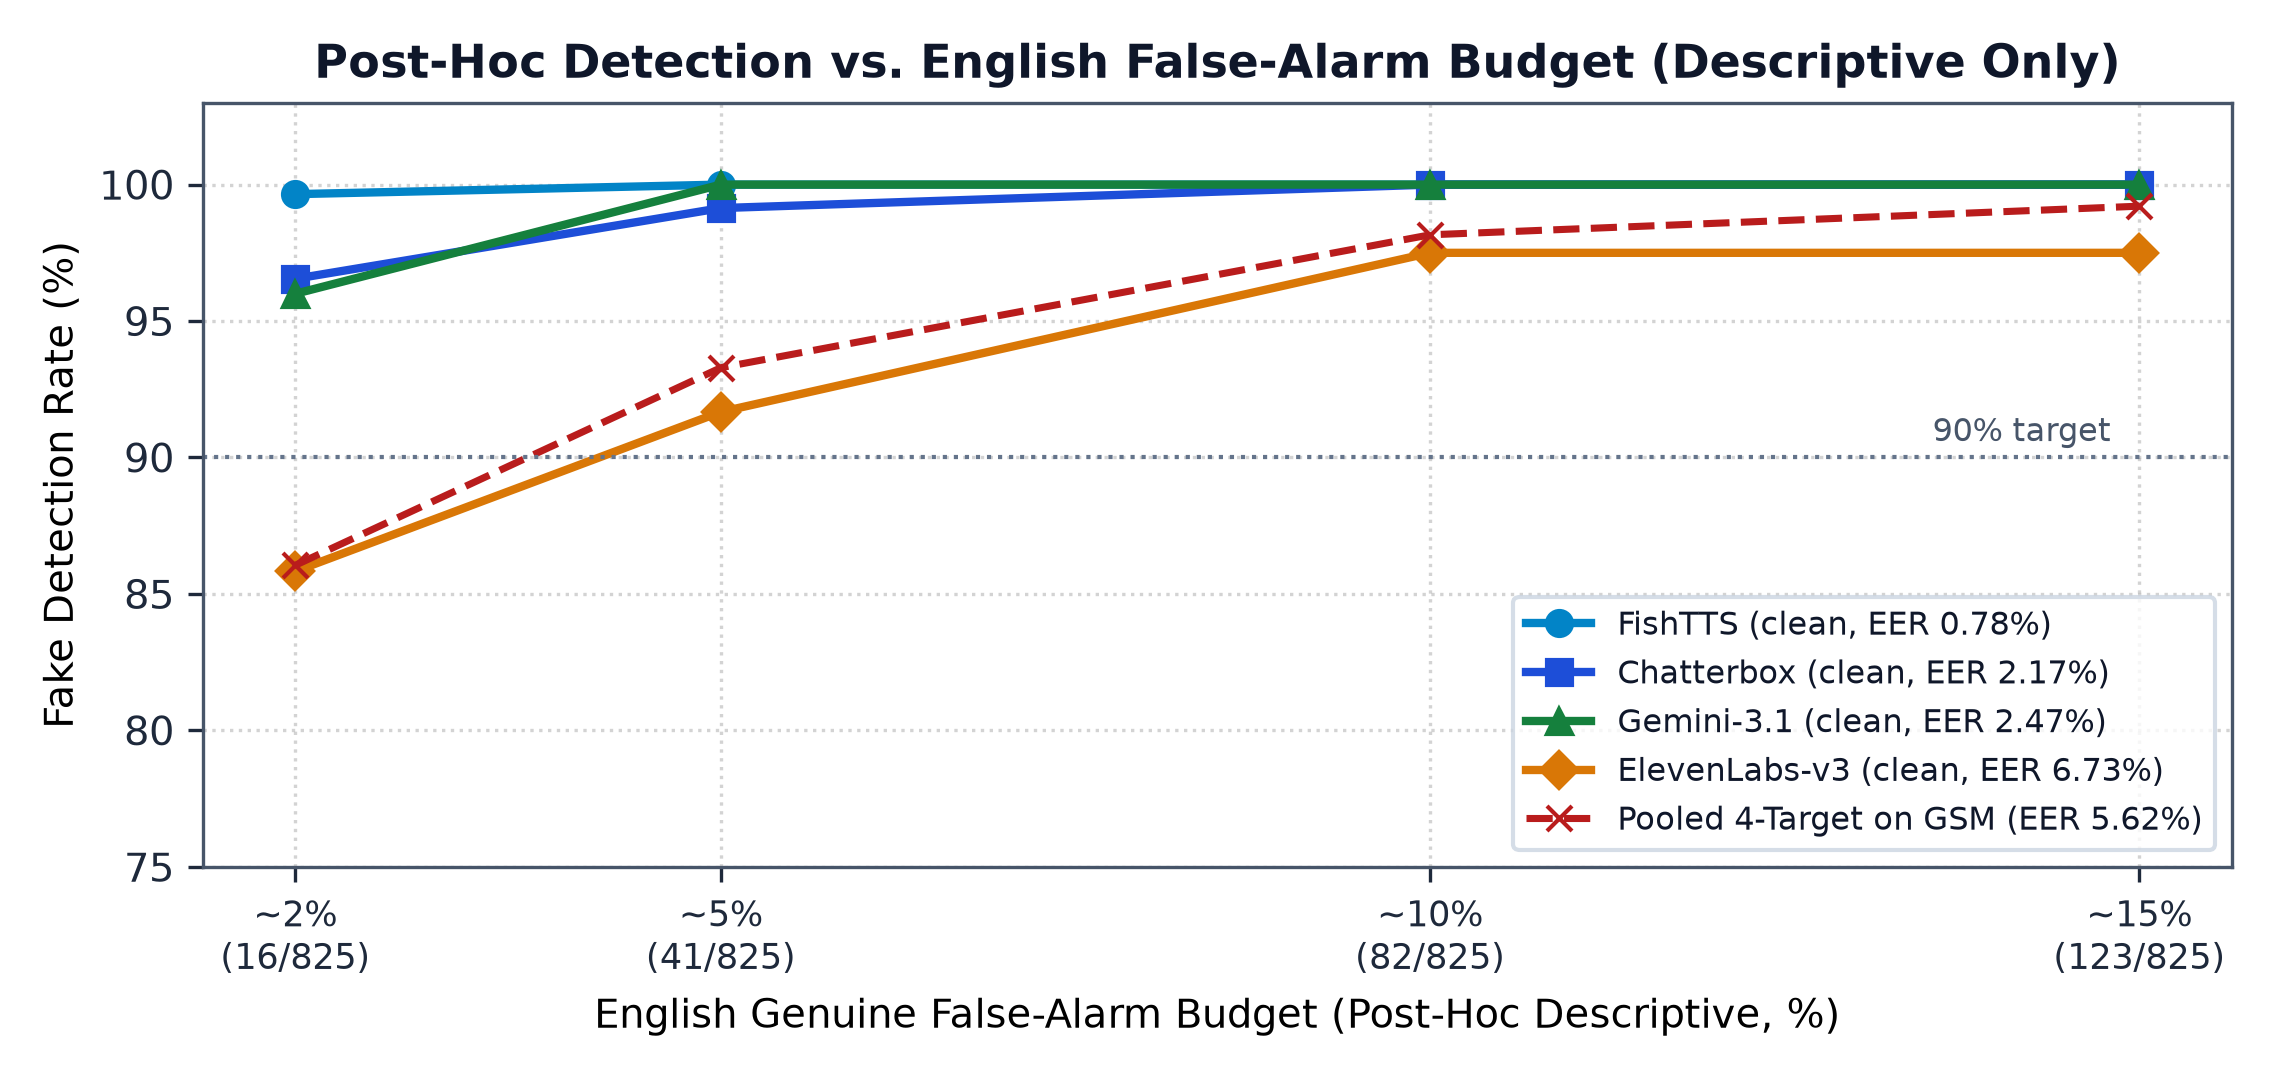 Post-Hoc Detection vs. English False-Alarm Budget (Descriptive Only)
Fake Detection Rate (%)
100
95
90
85
80
75
90% target
FishTTS (clean, EER 0.78%)
Chatterbox (clean, EER 2.17%)
Gemini-3.1 (clean, EER 2.47%)
ElevenLabs-v3 (clean, EER 6.73%)
Pooled 4-Target on GSM (EER 5.62%)
~2%
(16/825)
~5%
(41/825)
~10%
(82/825)
~15%
(123/825)
English Genuine False-Alarm Budget (Post-Hoc Descriptive, %)